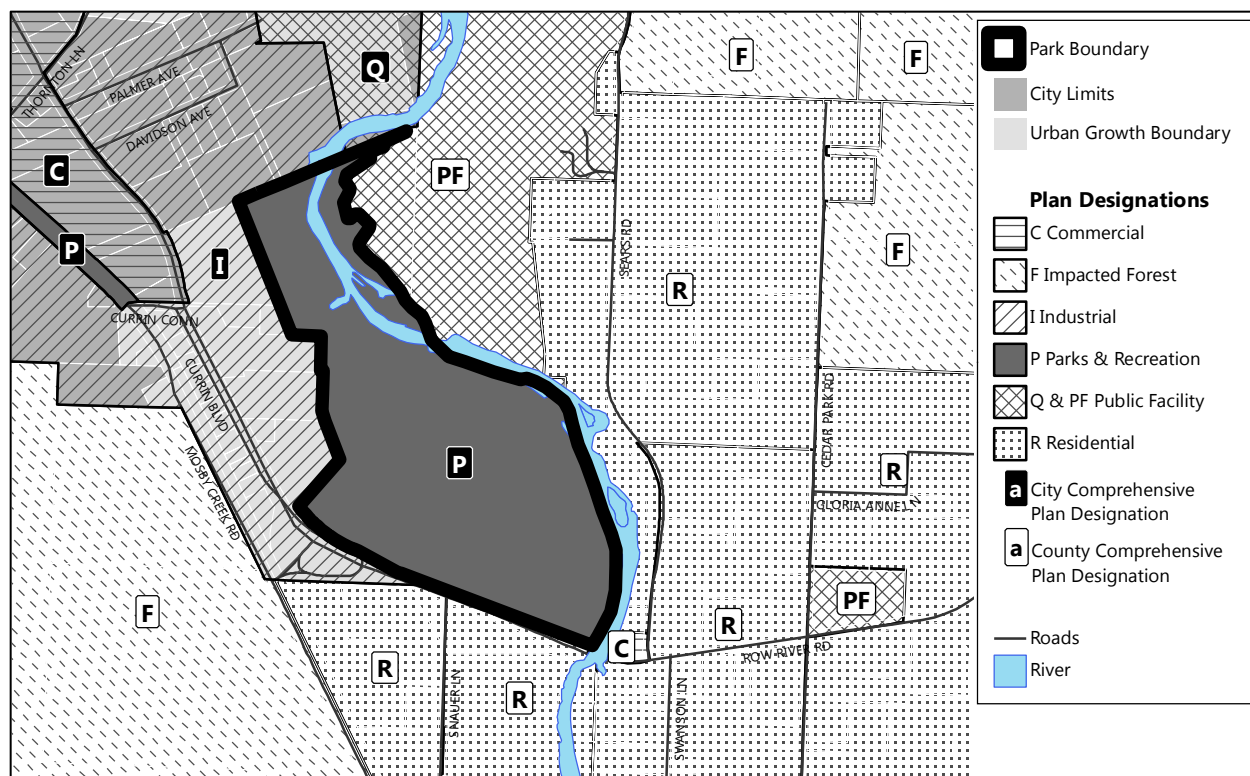 THORNTON LN
PALMER AVE
DAVIDSON AVE
Q
F
F
C
PF
P
I
F
SEARS RD
R
CURRIN CONN
CURRIN BLVD
MOSBY CREEK RD
P
CEDAR PARK RD
R
GLORIA ANNE LN
F
PF
R
C
ROW RIVER RD
R
R
SNAUER LN
SWANSON LN
Park Boundary
City Limits
Urban Growth Boundary
Plan Designations
C Commercial
F Impacted Forest
I Industrial
P Parks & Recreation
Q & PF Public Facility
R Residential
a City Comprehensive
Plan Designation
a County Comprehensive
Plan Designation
Roads
River